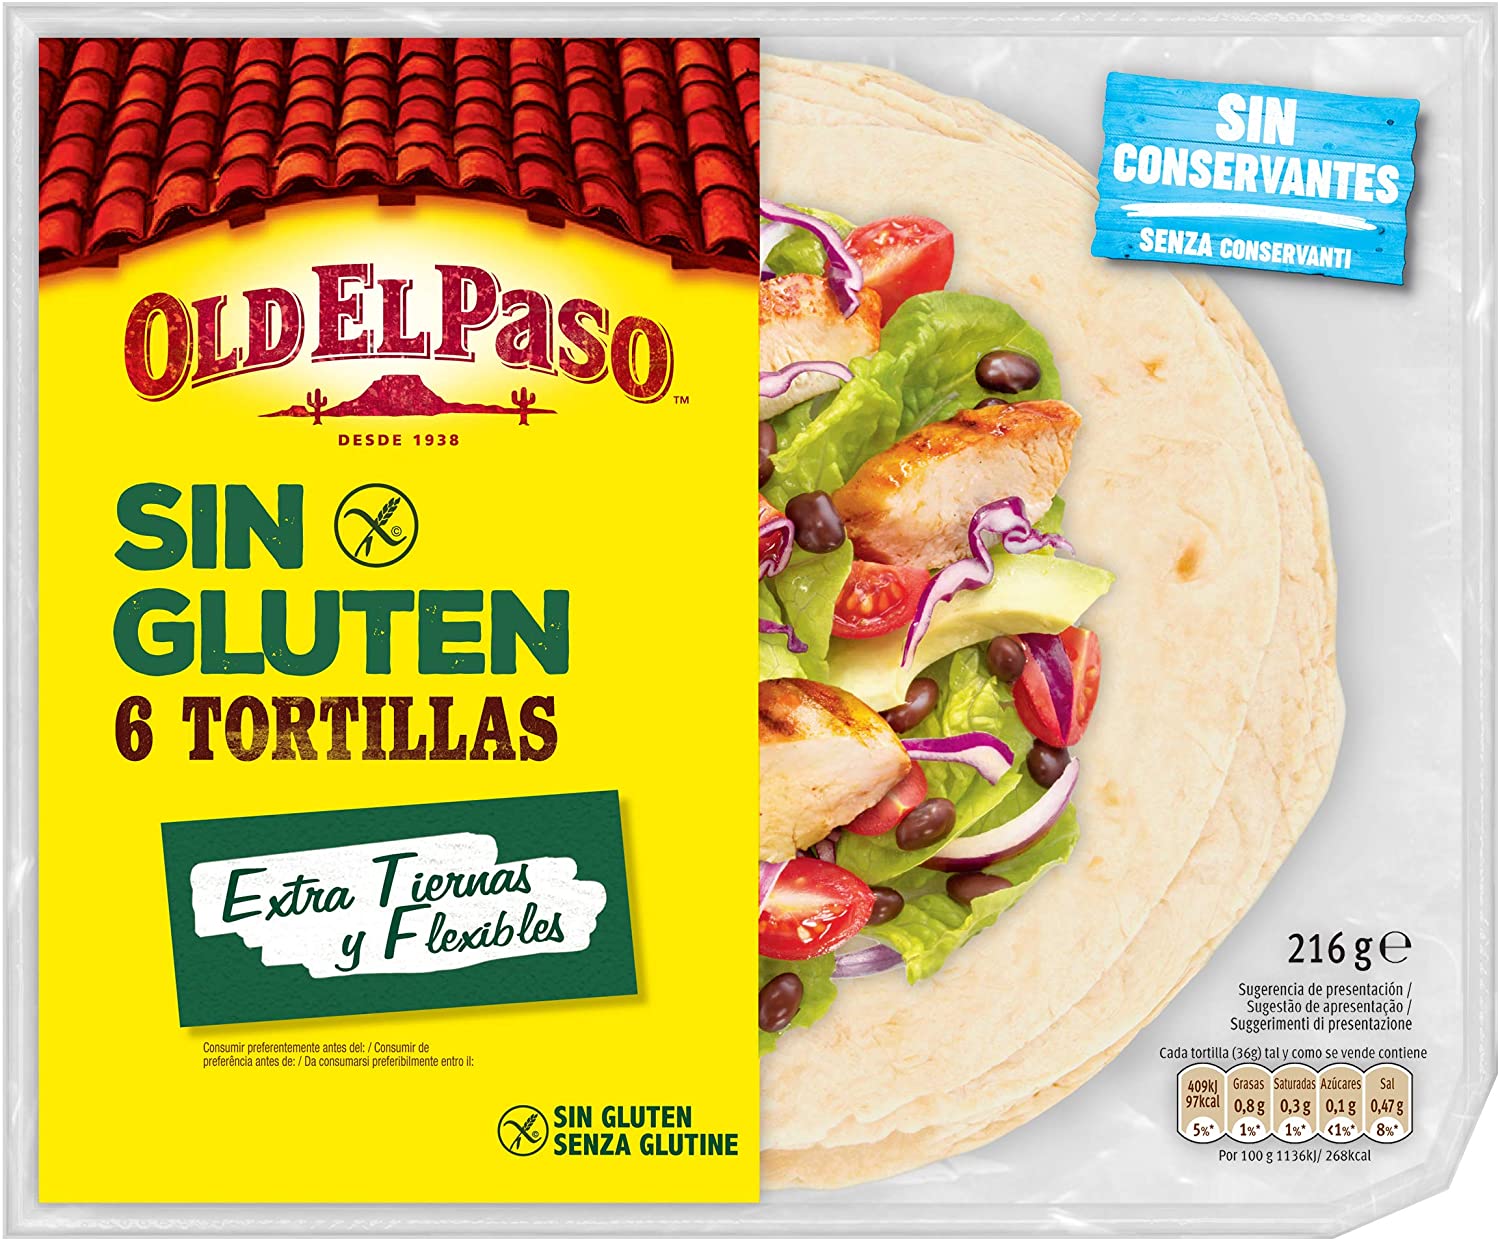 OLD EL PASO™
DESDE 1938
SIN
GLUTEN
6 TORTILLAS
Extra Tiernas
y Flexibles
Consumir preferentemente antes del: / Consumir de
preferência antes de: / Da consumarsi preferibilmente entro il:
SIN GLUTEN
SENZA GLUTINE
SIN
CONSERVANTES
SENZA CONSERVANTI
216 g ℮
Sugerencia de presentación /
Sugestão de apresentação /
Suggerimenti di presentazione
Cada tortilla (36g) tal y como se vende contiene
409kJ Grasas Saturadas Azúcares Sal
97kcal 0,8 g 0,3 g 0,1 g 0,47 g
5%* 1%* 1%* <1%* 8%*
Por 100 g 1136kJ/ 268kcal